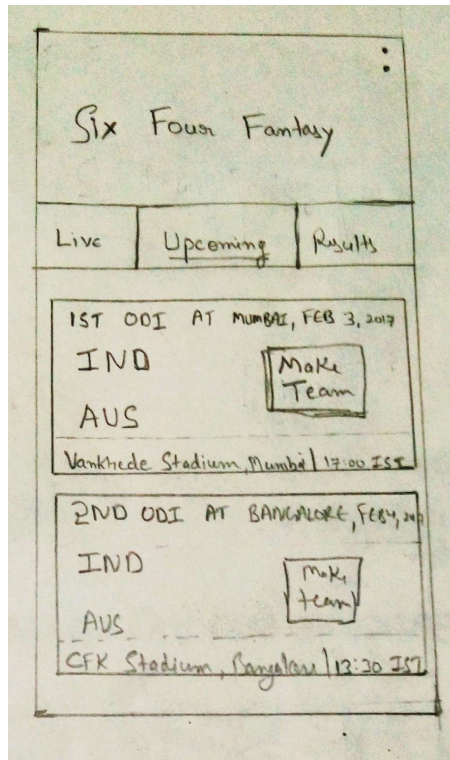 Six Four Fantasy
Live Upcoming Results
1ST ODI AT MUMBAI, FEB 3, 2017
IND
Make
Team
AUS
Vankhede Stadium, Mumbai | 17:00 IST
2ND ODI AT BANGALORE, FEB 4, 2017
IND
Make
team
AUS
CFK Stadium, Bangalore | 13:30 IST